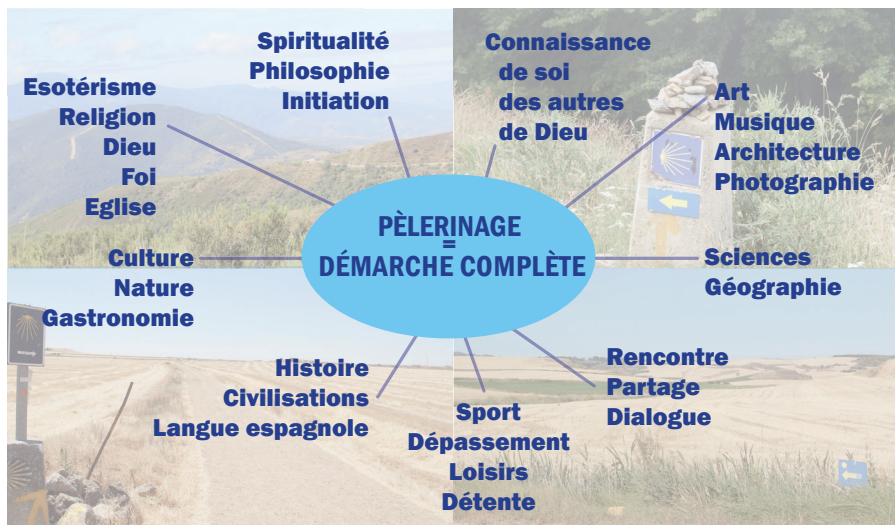 Spiritualité
Philosophie
Initiation
Connaissance
de soi
des autres
de Dieu
Esotérisme
Religion
Dieu
Foi
Eglise
Art
Musique
Architecture
Photographie
PÈLERINAGE
=
DÉMARCHE COMPLÈTE
Culture
Nature
Gastronomie
Sciences
Géographie
Histoire
Civilisations
Langue espagnole
Rencontre
Partage
Dialogue
Sport
Dépassement
Loisirs
Détente